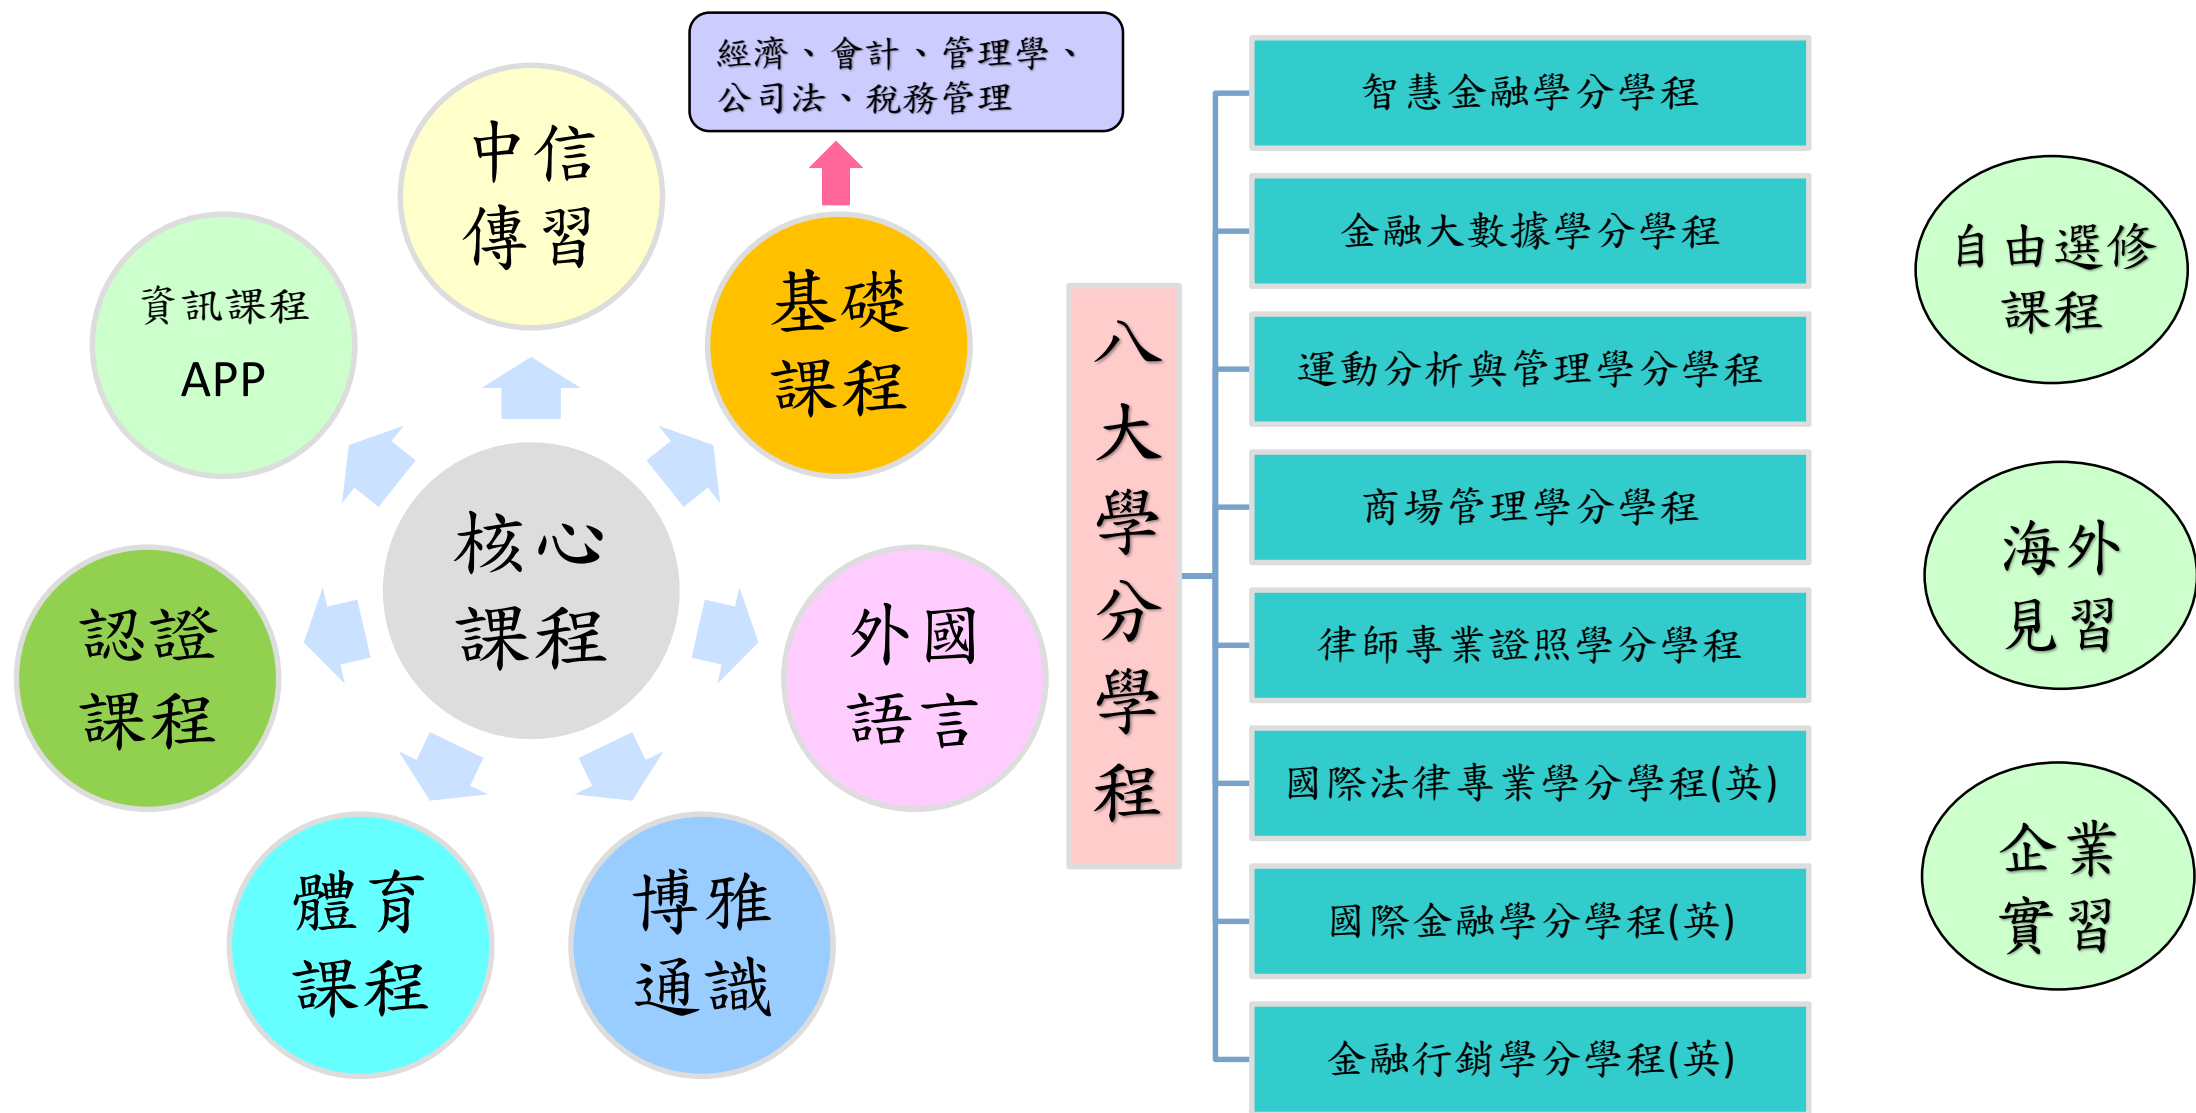 經濟、會計、管理學、
公司法、稅務管理
中信
傳習
基礎
課程
資訊課程
APP
核心
課程
外國
語言
認證
課程
體育
課程
博雅
通識
八
大
學
分
學
程
智慧金融學分學程
金融大數據學分學程
運動分析與管理學分學程
商場管理學分學程
律師專業證照學分學程
國際法律專業學分學程(英)
國際金融學分學程(英)
金融行銷學分學程(英)
自由選修
課程
海外
見習
企業
實習